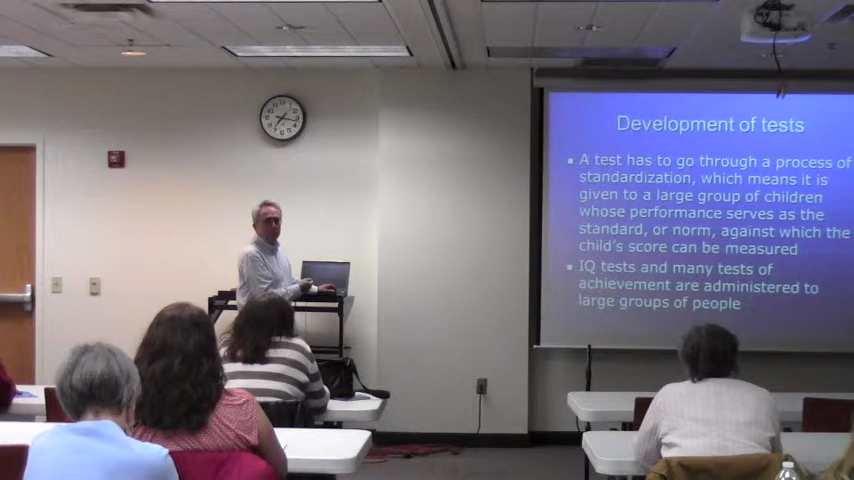 Development of tests
▪ A test has to go through a process of
standardization, which means it is
given to a large group of children
whose performance serves as the
standard, or norm, against which the
child's score can be measured
▪ IQ tests and many tests of
achievement are administered to
large groups of people